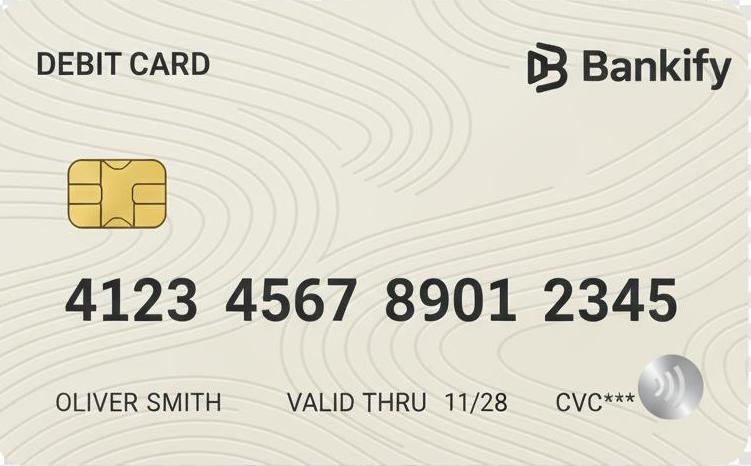 DEBIT CARD
Bankify
4123 4567 8901 2345
OLIVER SMITH VALID THRU 11/28 CVC***